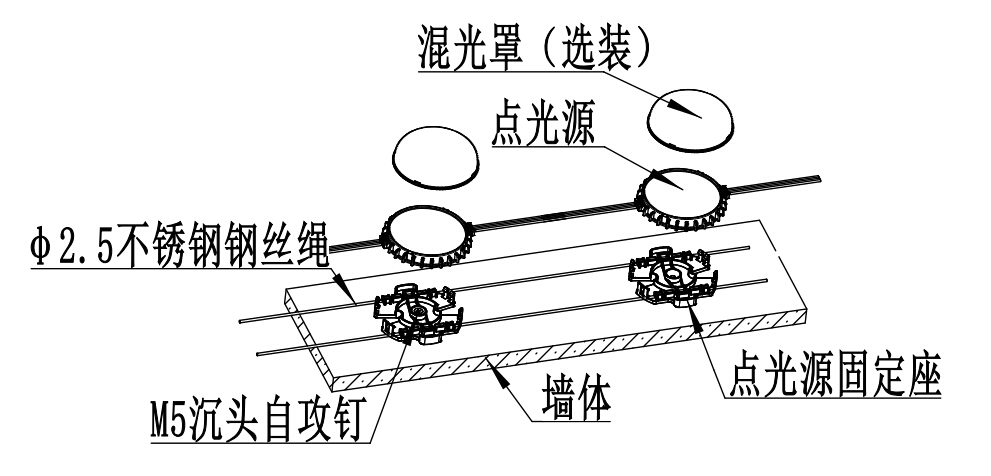 混光罩（选装）
点光源
φ2.5不锈钢钢丝绳
点光源固定座
墙体
M5沉头自攻钉